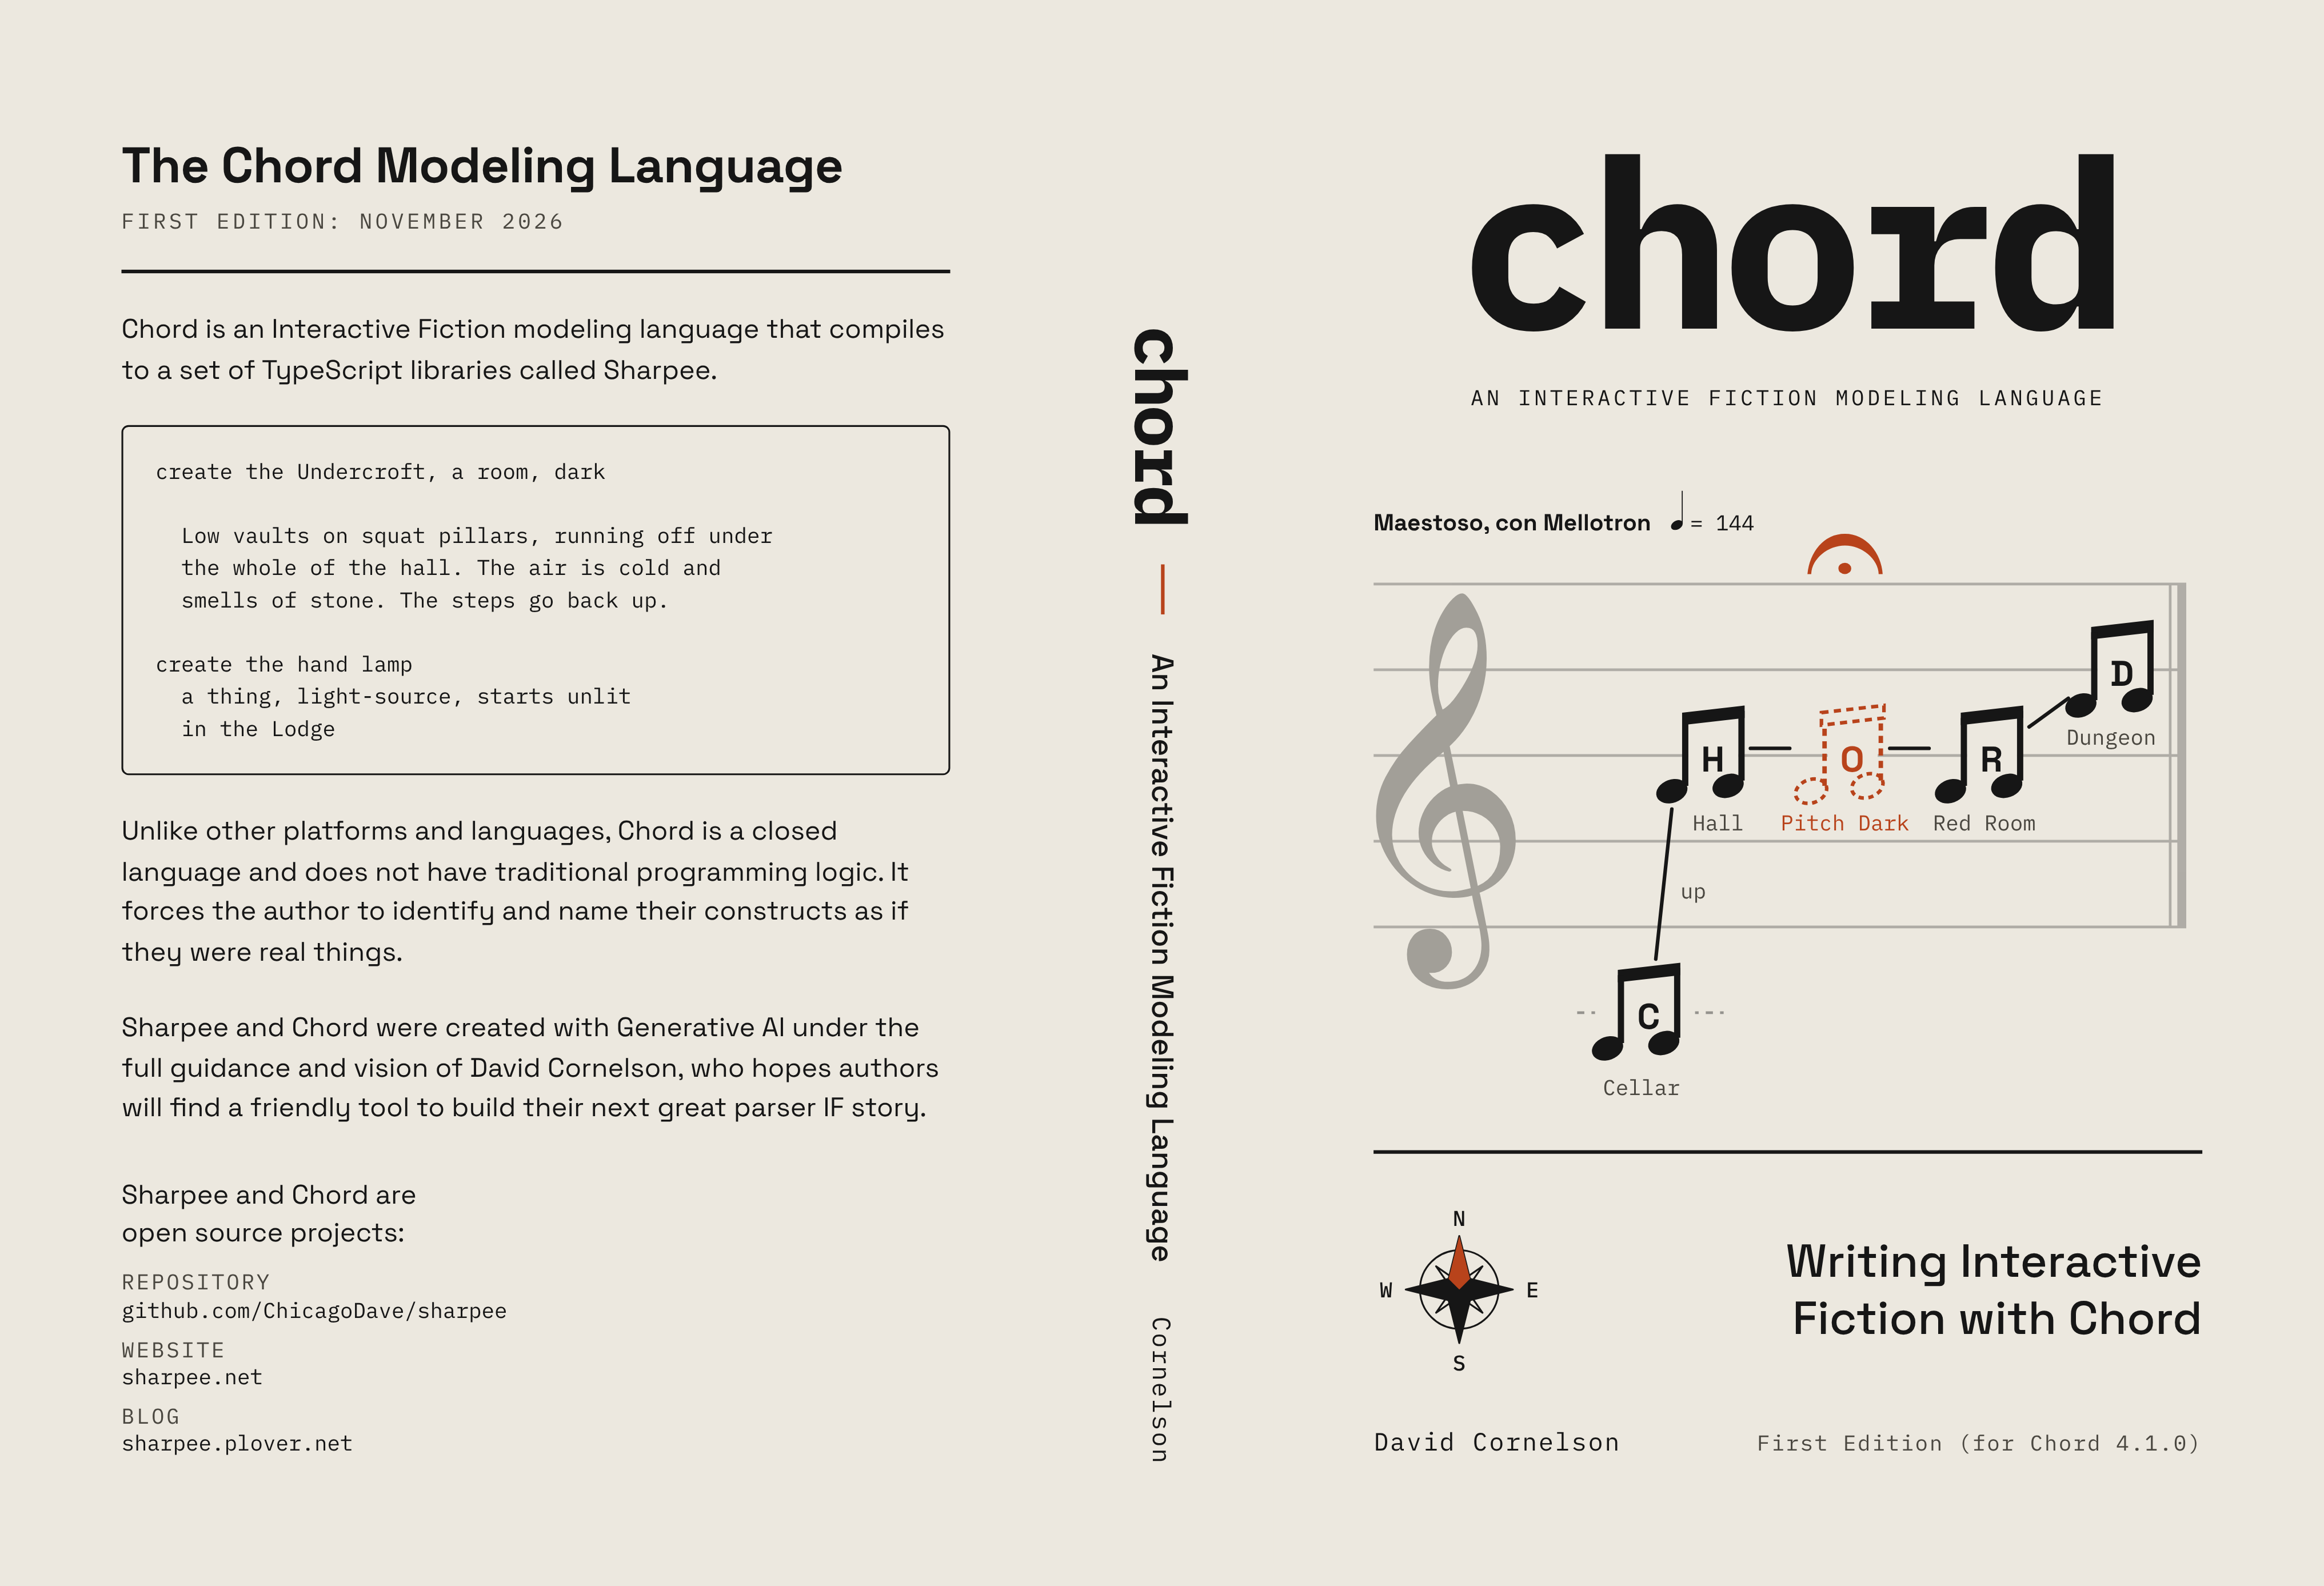 The Chord Modeling Language
FIRST EDITION: NOVEMBER 2026
Chord is an Interactive Fiction modeling language that compiles
to a set of TypeScript libraries called Sharpee.
create the Undercroft, a room, dark
Low vaults on squat pillars, running off under
the whole of the hall. The air is cold and
smells of stone. The steps go back up.
create the hand lamp
a thing, light-source, starts unlit
in the Lodge
Unlike other platforms and languages, Chord is a closed
language and does not have traditional programming logic. It
forces the author to identify and name their constructs as if
they were real things.
Sharpee and Chord were created with Generative AI under the
full guidance and vision of David Cornelson, who hopes authors
will find a friendly tool to build their next great parser IF story.
Sharpee and Chord are
open source projects:
REPOSITORY
github.com/ChicagoDave/sharpee
WEBSITE
sharpee.net
BLOG
sharpee.plover.net
chord — An Interactive Fiction Modeling Language Cornelson
chord
AN INTERACTIVE FICTION MODELING LANGUAGE
Maestoso, con Mellotron ♩ = 144
D
Dungeon
H O R
Hall Pitch Dark Red Room
up
C
Cellar
N
W E
S
Writing Interactive
Fiction with Chord
David Cornelson First Edition (for Chord 4.1.0)